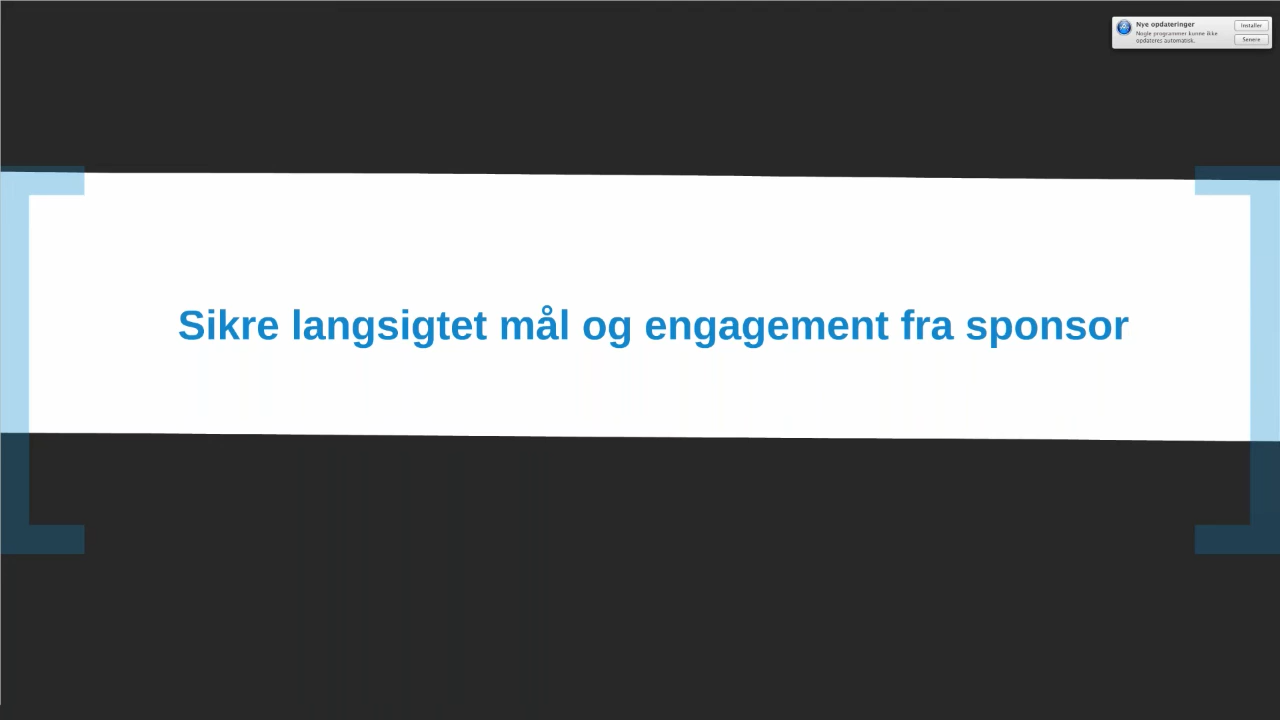 Nye opdateringer
Nogle programmer kunne ikke
opdateres automatisk.
Installer
Senere
Sikre langsigtet mål og engagement fra sponsor